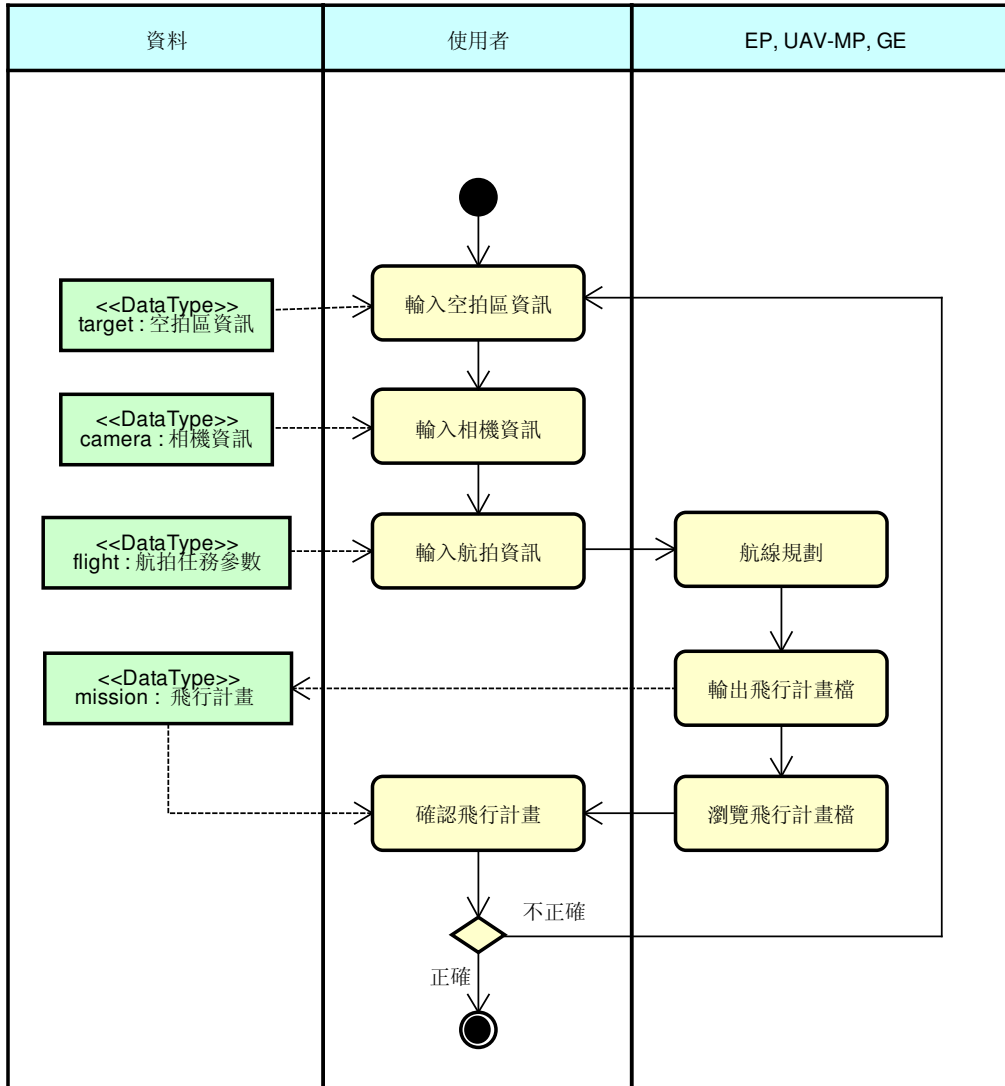 資料
使用者
EP, UAV-MP, GE
<<DataType>>
target : 空拍區資訊
輸入空拍區資訊
<<DataType>>
camera : 相機資訊
輸入相機資訊
<<DataType>>
flight : 航拍任務參數
輸入航拍資訊
航線規劃
<<DataType>>
mission : 飛行計畫
輸出飛行計畫檔
確認飛行計畫
瀏覽飛行計畫檔
不正確
正確